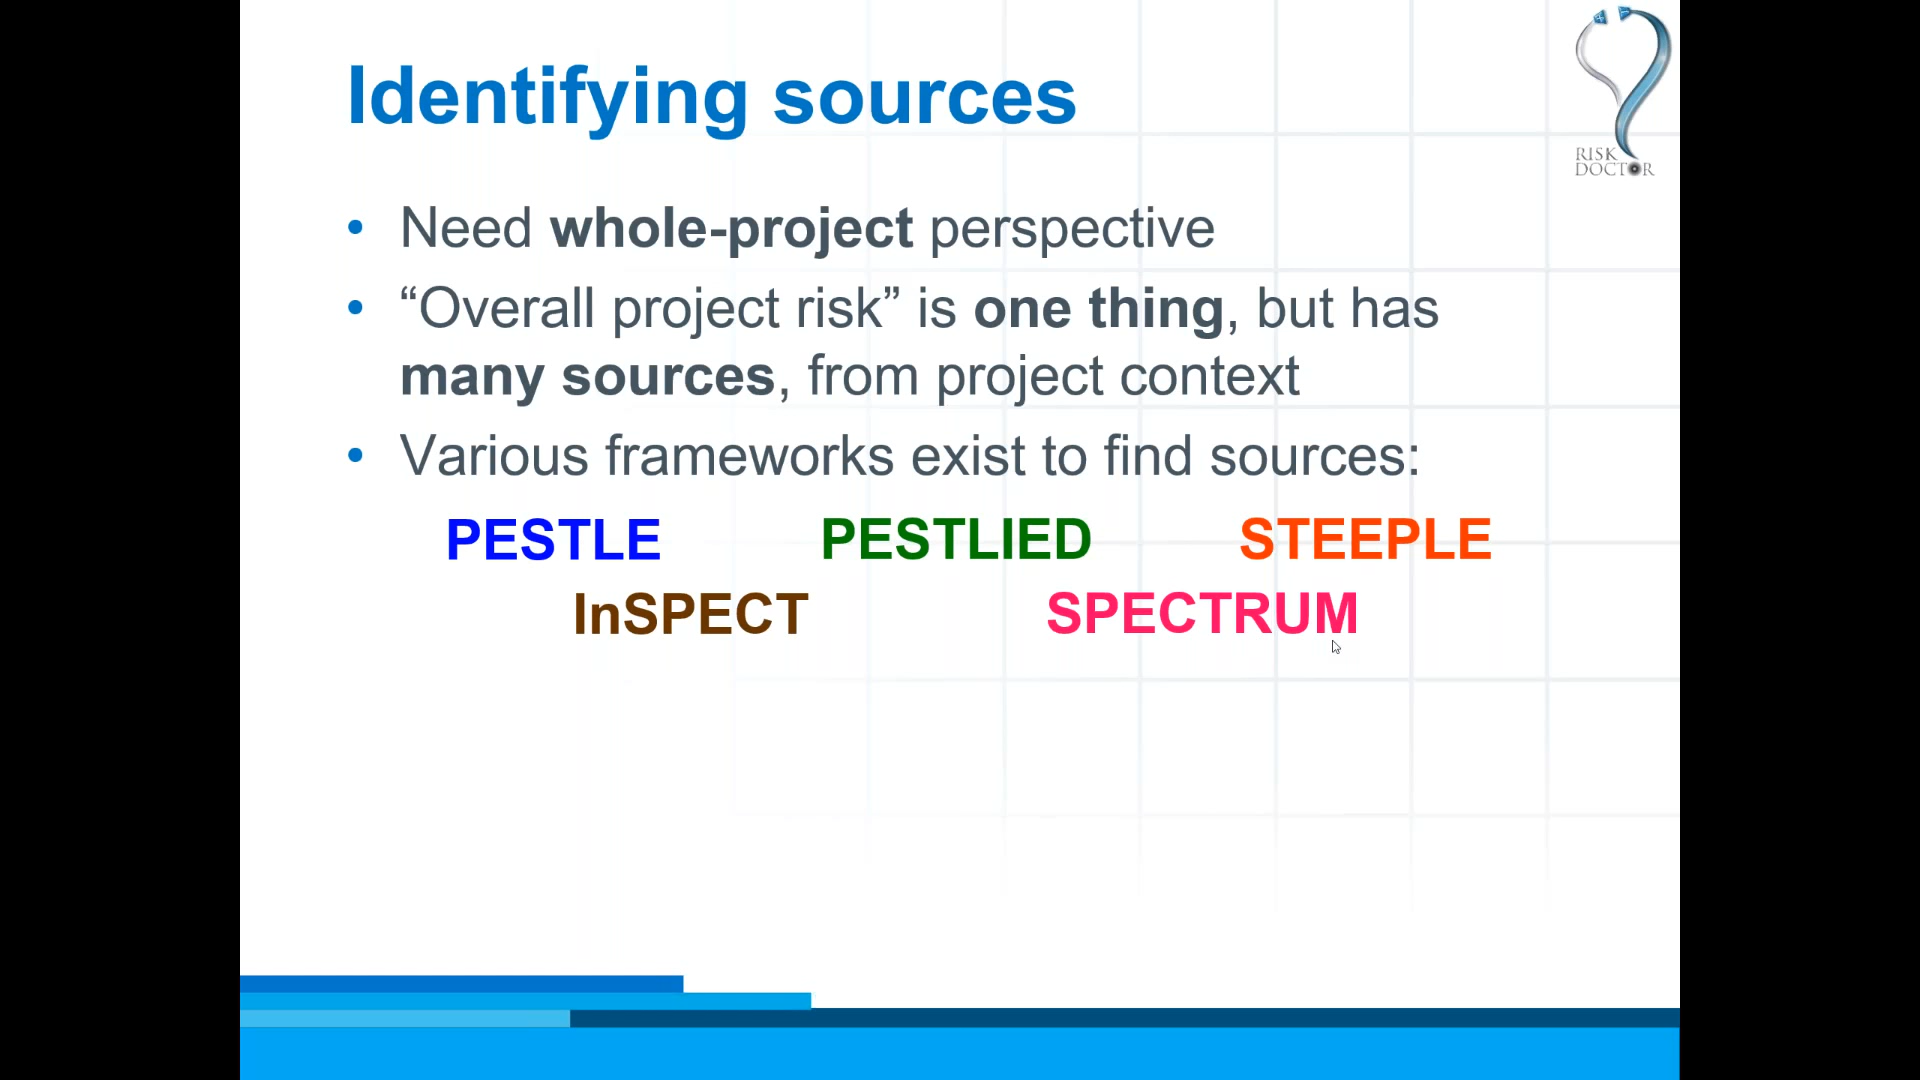 Identifying sources
RISK
DOCTOR
• Need whole-project perspective
• “Overall project risk” is one thing, but has
many sources, from project context
• Various frameworks exist to find sources:
PESTLE PESTLIED STEEPLE
InSPECT SPECTRUM